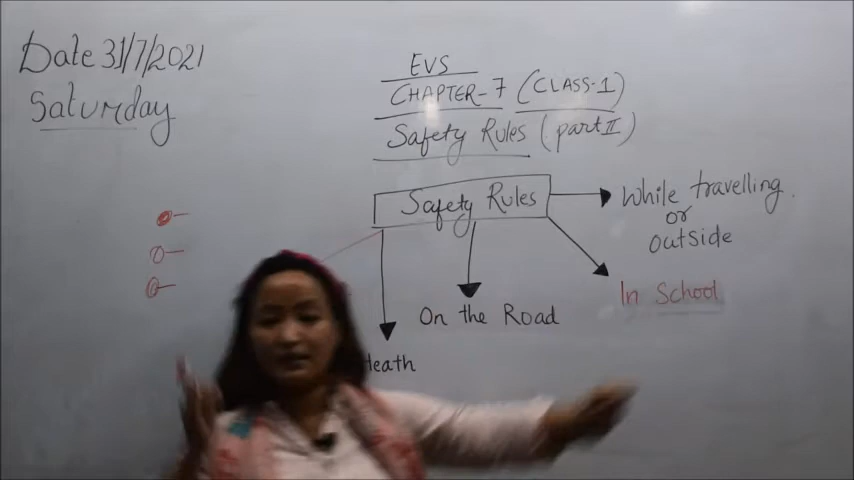 Date 31/7/2021
Saturday
EVS
CHAPTER-7 (CLASS-1)
Safety Rules (part II)
Safety Rules
While travelling
or
outside
In School
On the Road
Heath